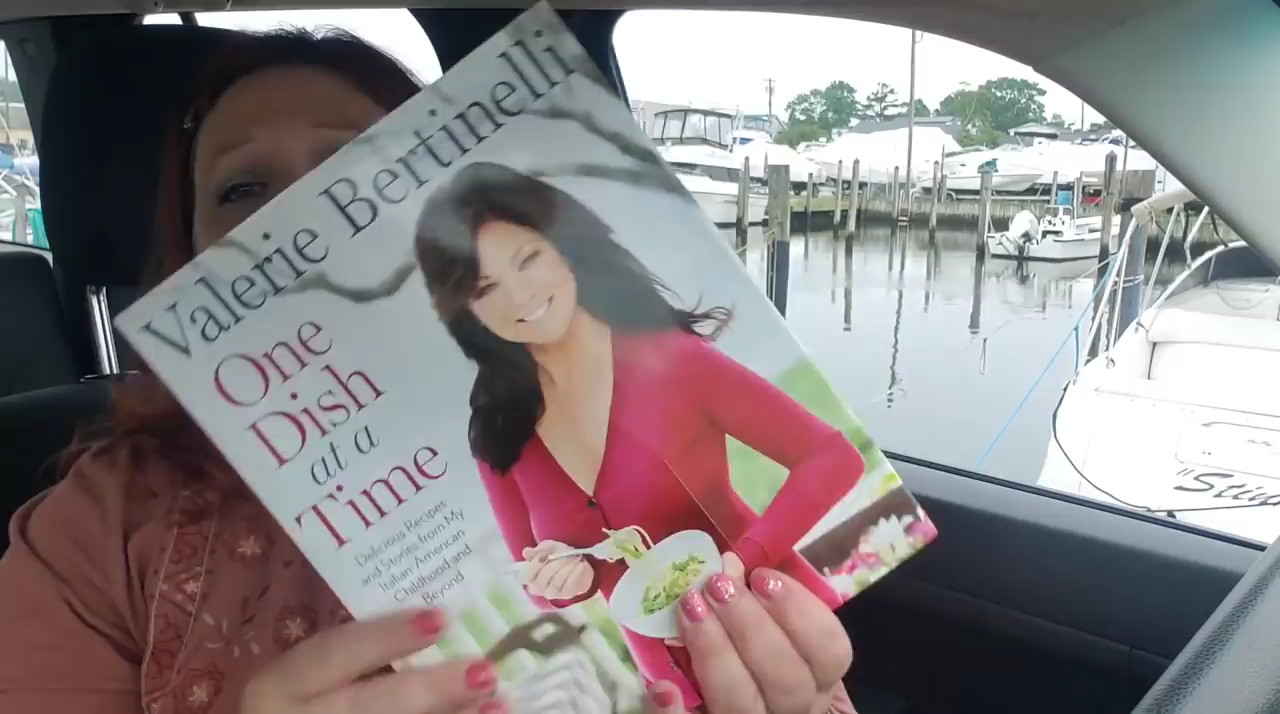 Valerie Bertinelli
One
Dish
at a
Time
Delicious Recipes
and Stories from My
Italian-American
Childhood and
Beyond